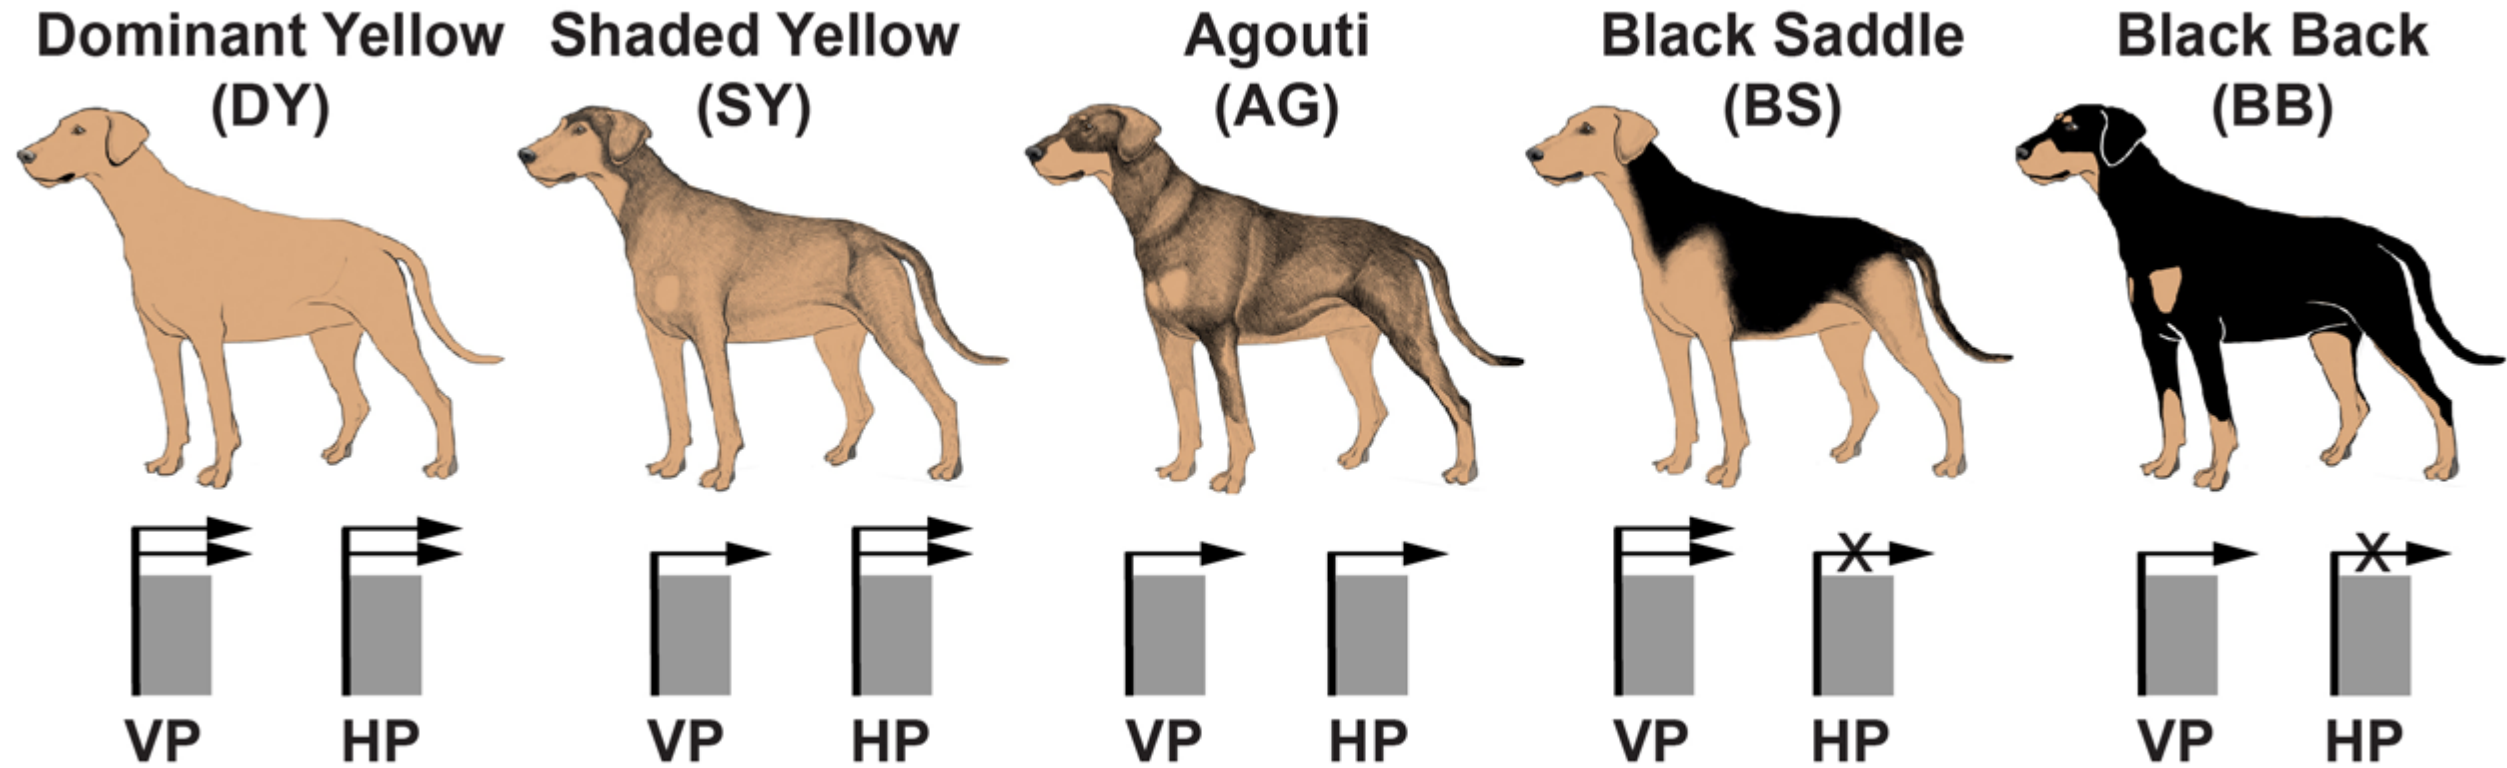 Dominant Yellow
(DY)
Shaded Yellow
(SY)
Agouti
(AG)
Black Saddle
(BS)
Black Back
(BB)
X
X
VP
HP
VP
HP
VP
HP
VP
HP
VP
HP